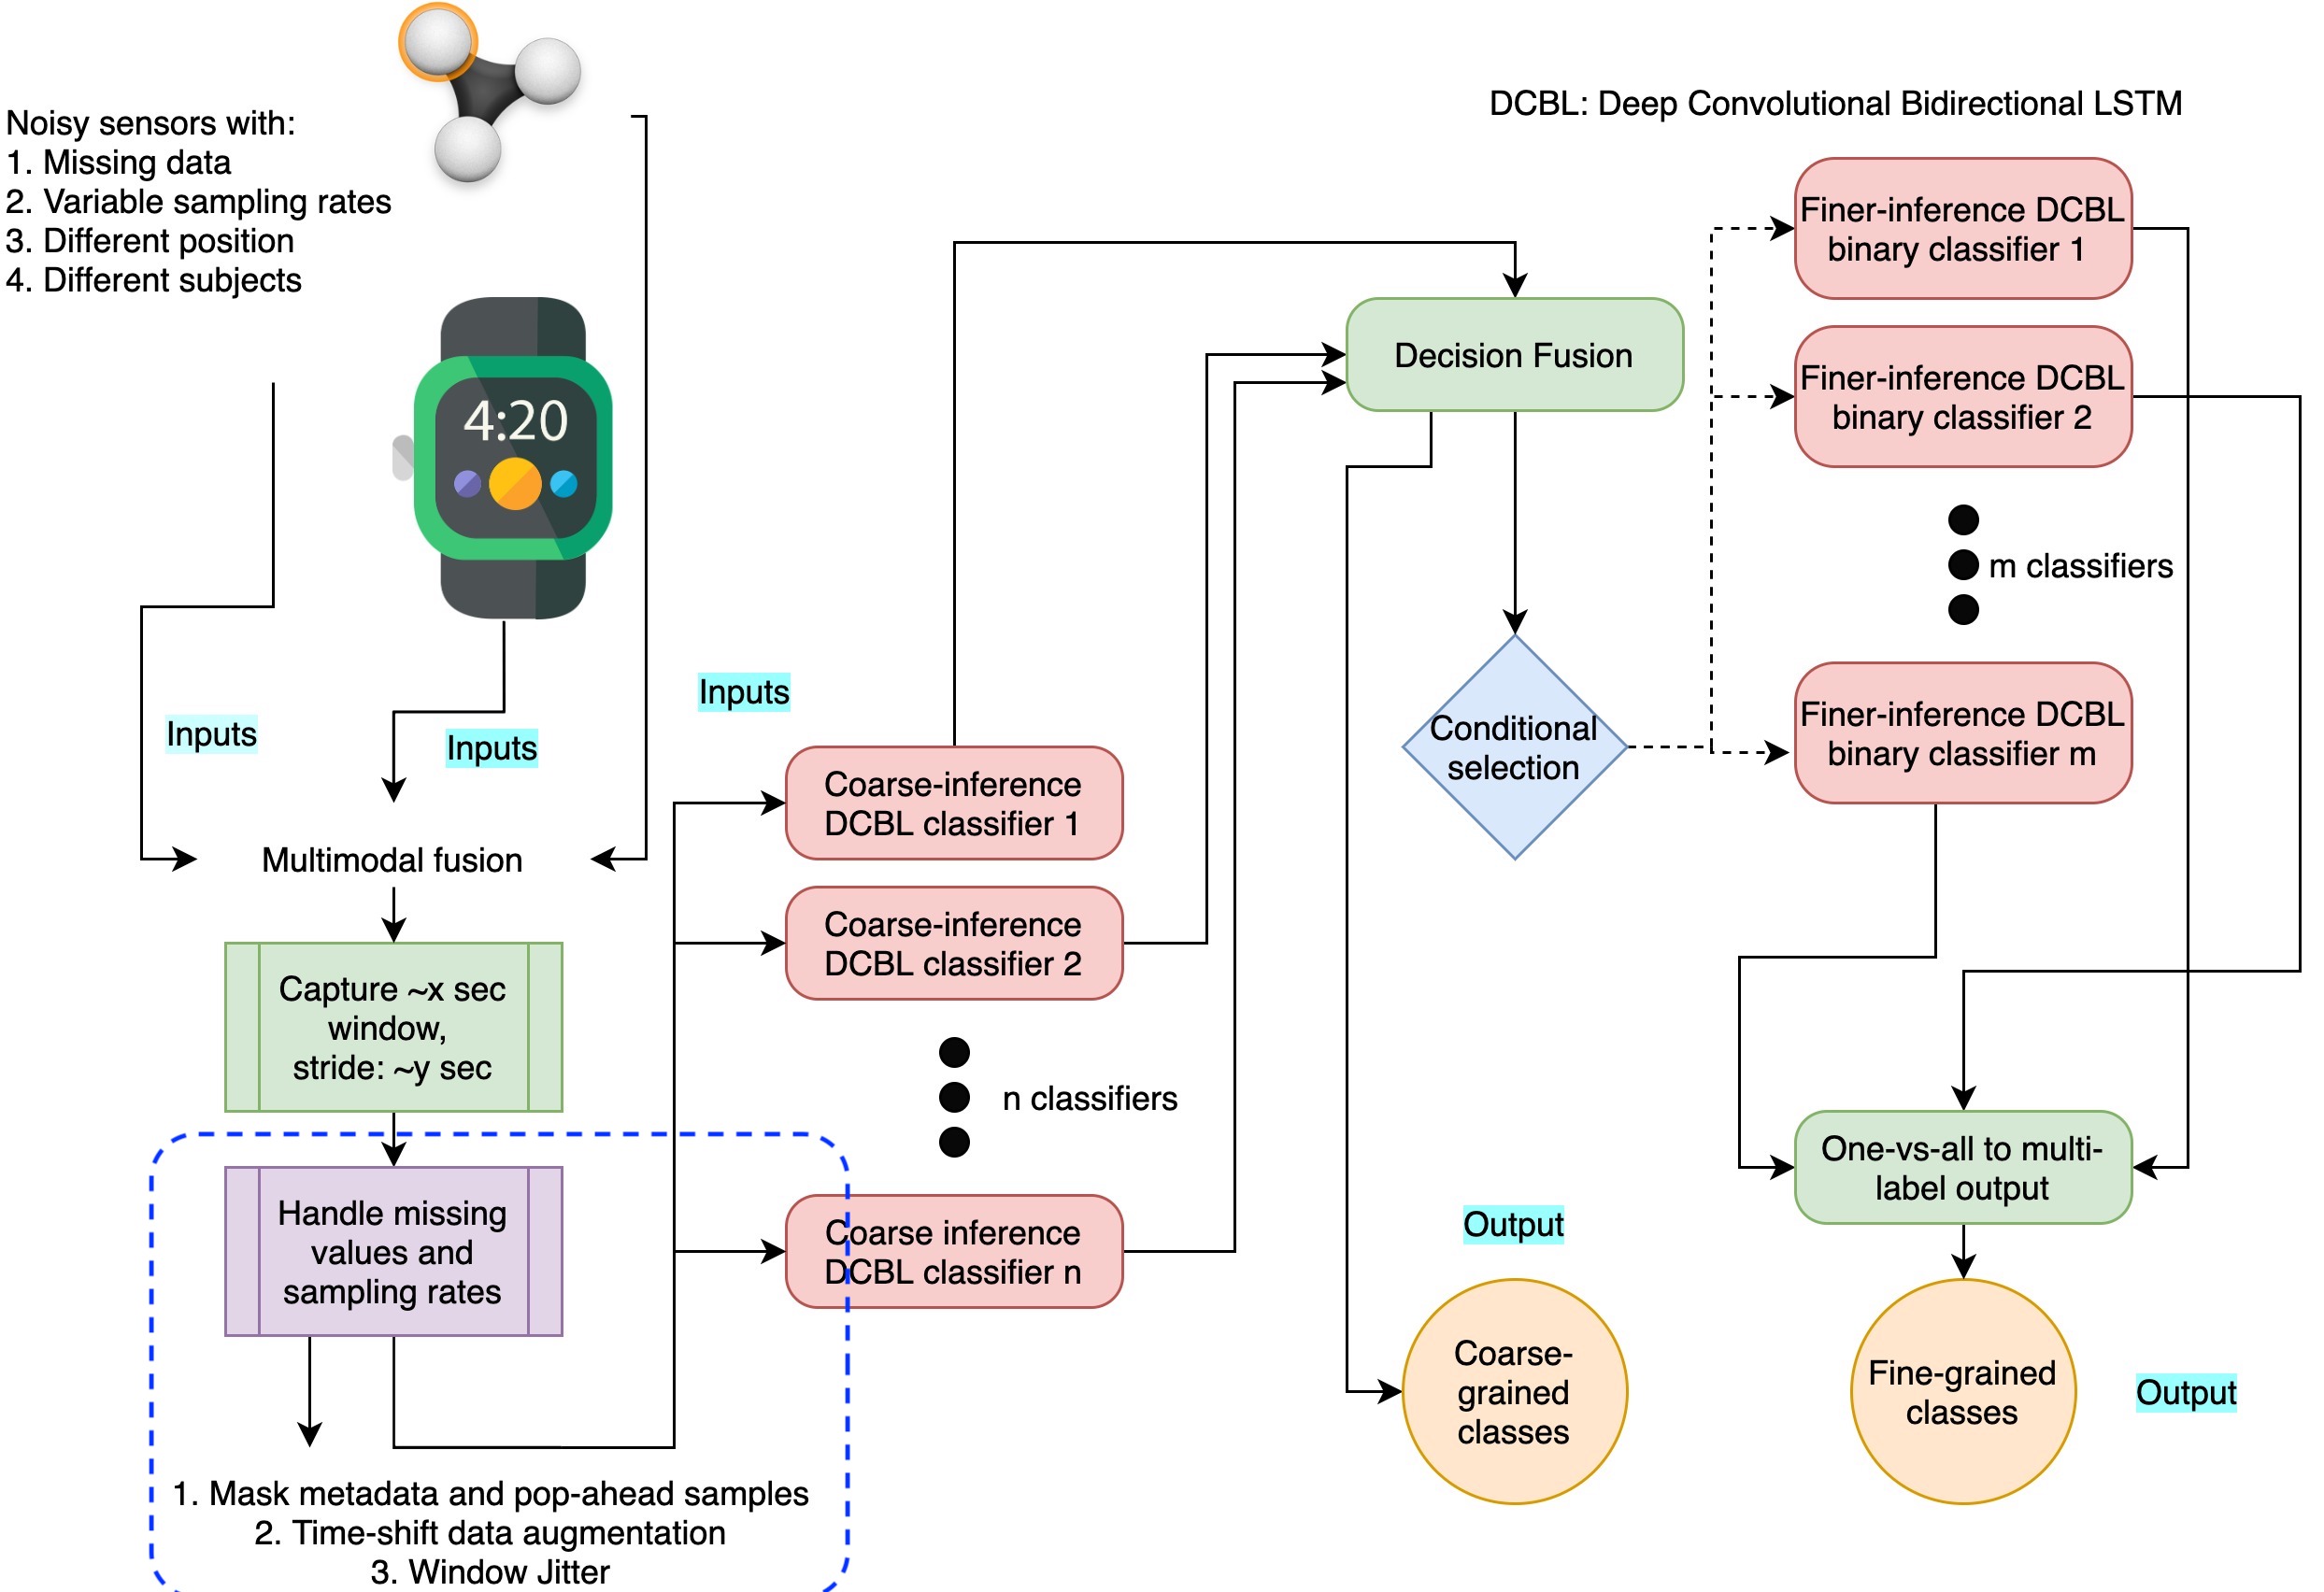 Noisy sensors with:
1. Missing data
2. Variable sampling rates
3. Different position
4. Different subjects
4:20
Inputs
Inputs
Inputs
Multimodal fusion
Capture ~x sec
window,
stride: ~y sec
Handle missing
values and
sampling rates
1. Mask metadata and pop-ahead samples
2. Time-shift data augmentation
3. Window Jitter
Coarse-inference
DCBL classifier 1
Coarse-inference
DCBL classifier 2
n classifiers
Coarse inference
DCBL classifier n
Decision Fusion
Conditional
selection
Output
Coarse-
grained
classes
DCBL: Deep Convolutional Bidirectional LSTM
Finer-inference DCBL
binary classifier 1
Finer-inference DCBL
binary classifier 2
m classifiers
Finer-inference DCBL
binary classifier m
One-vs-all to multi-
label output
Fine-grained
classes
Output